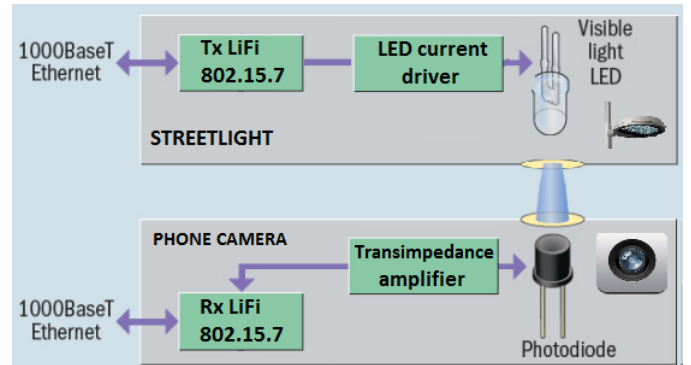 1000BaseT
Ethernet
Tx LiFi
802.15.7
LED current
driver
Visible
light
LED
STREETLIGHT
PHONE CAMERA
Transimpedance
amplifier
1000BaseT
Ethernet
Rx LiFi
802.15.7
Photodiode